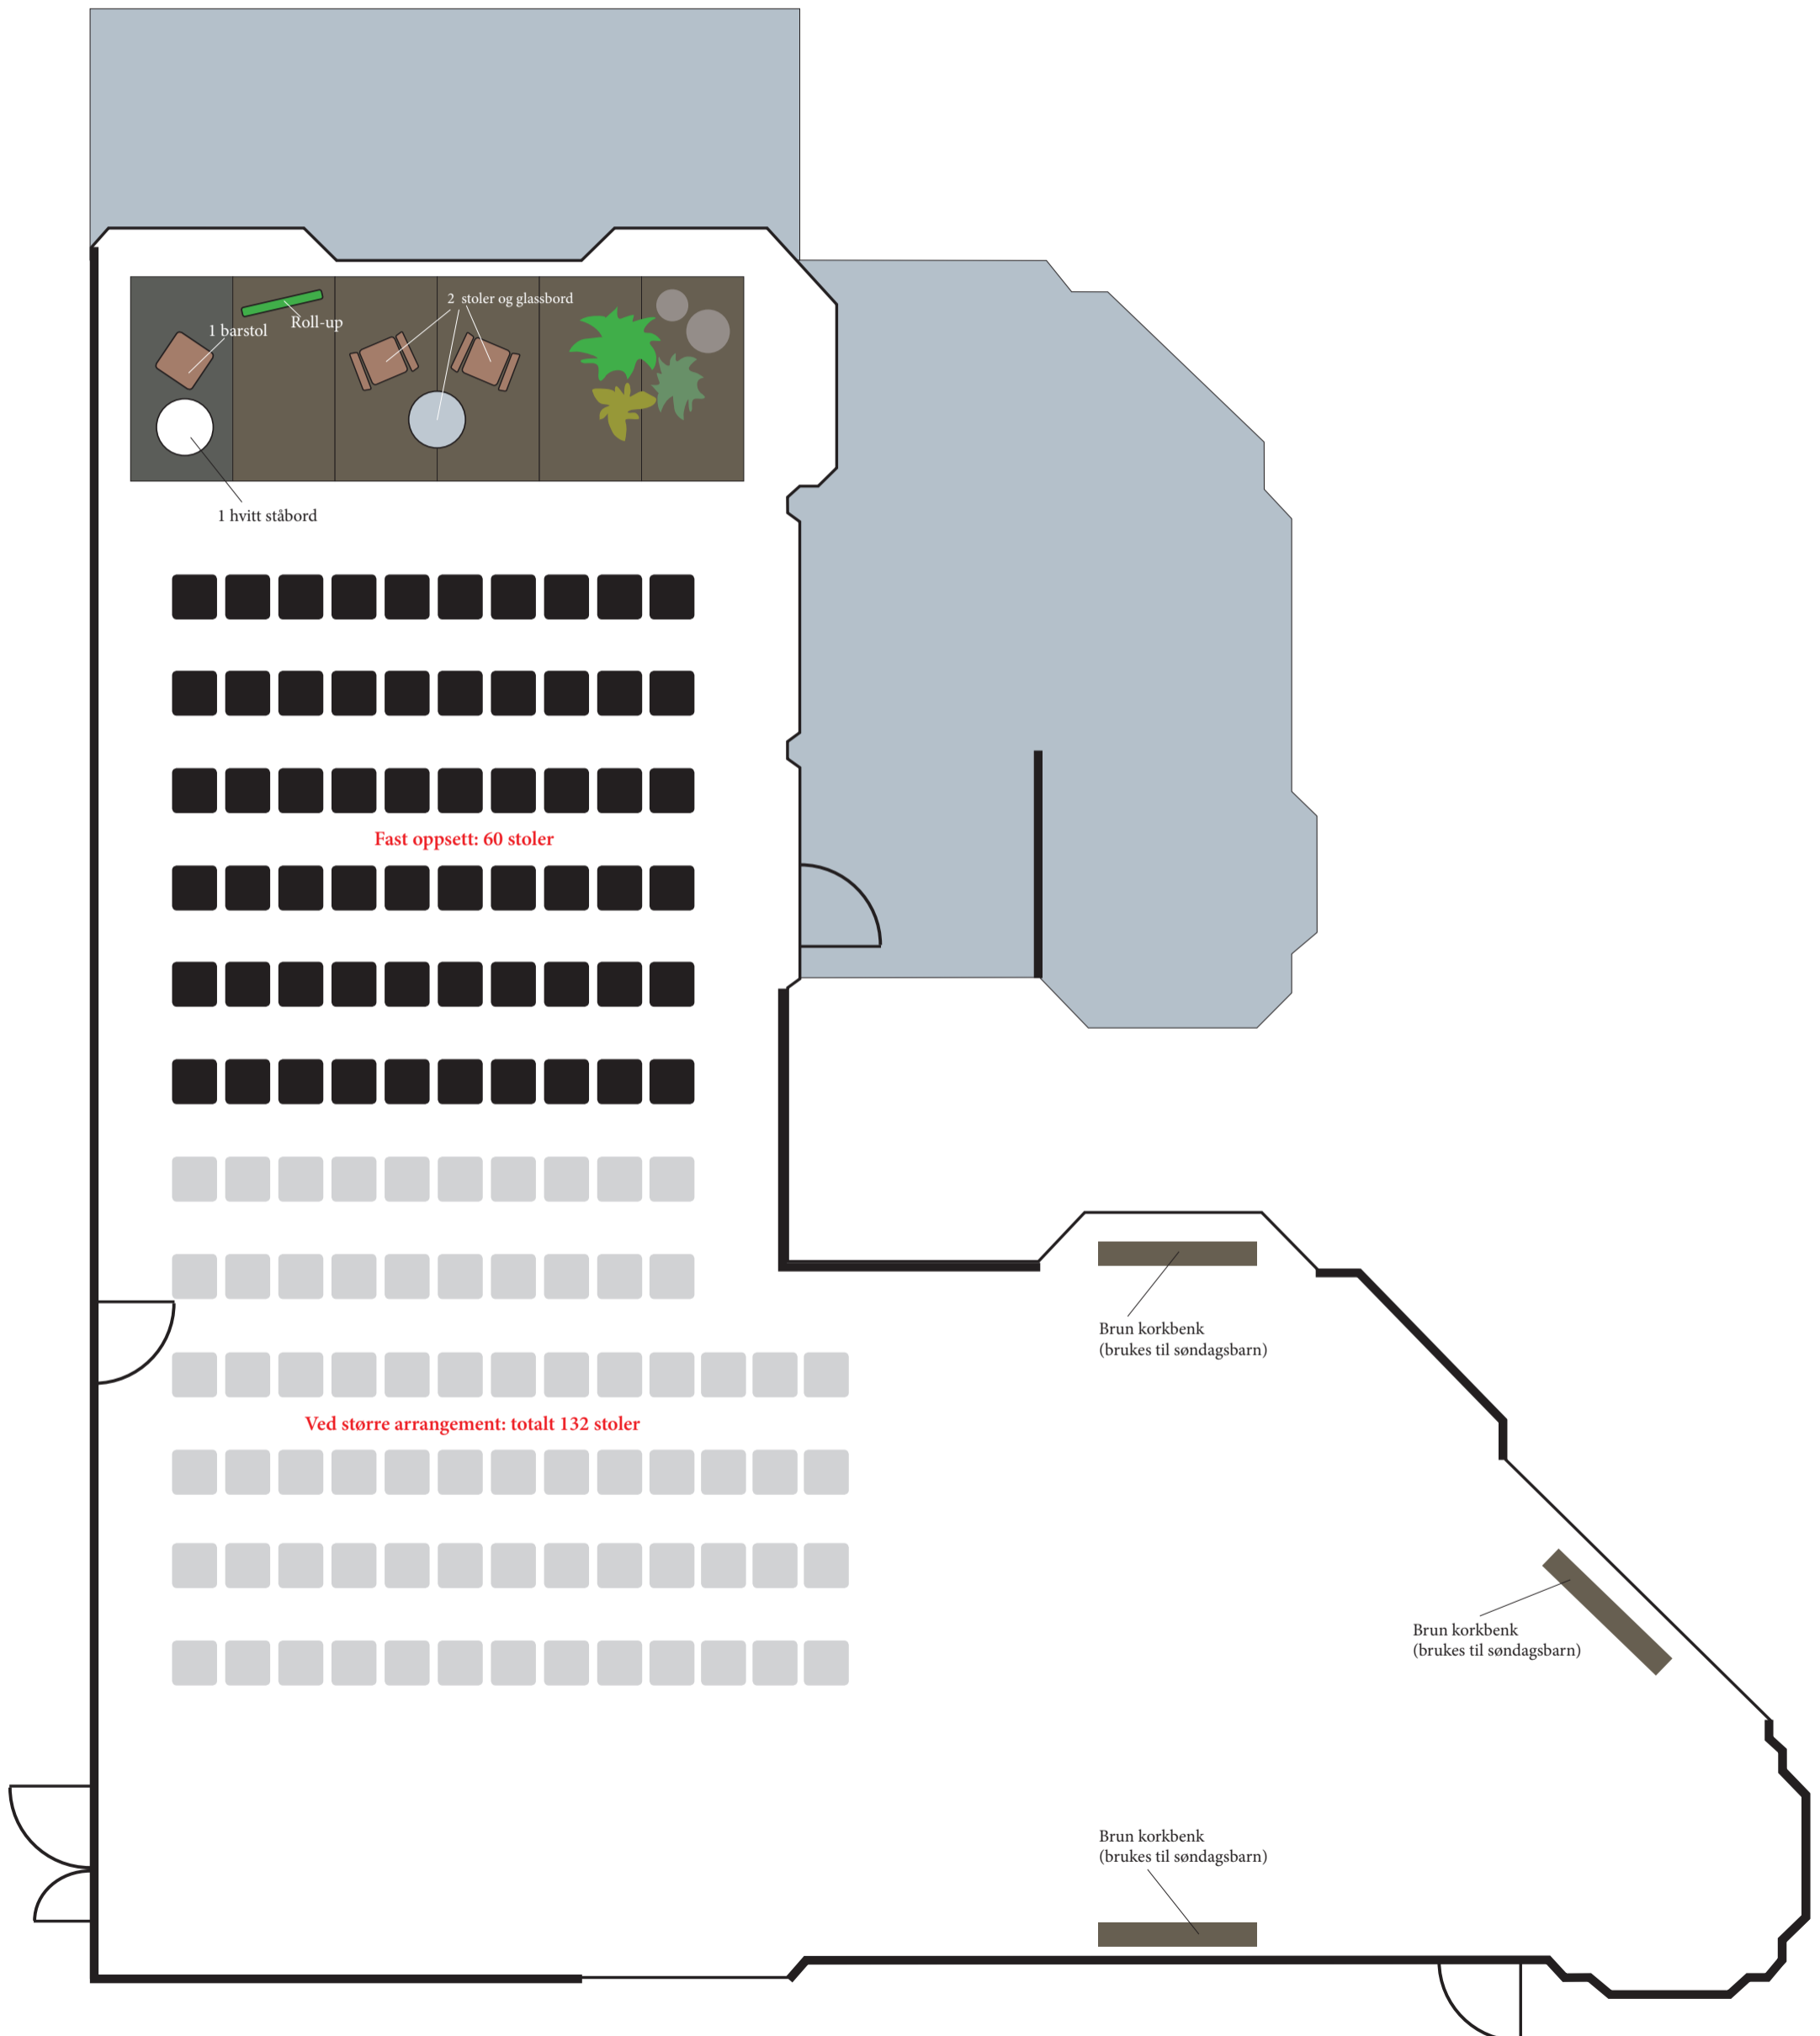 2 stoler og glassbord
Roll-up
1 barstol
1 hvitt ståbord
Fast oppsett: 60 stoler
Brun korkbenk
(brukes til søndagsbarn)
Ved større arrangement: totalt 132 stoler
Brun korkbenk
(brukes til søndagsbarn)
Brun korkbenk
(brukes til søndagsbarn)